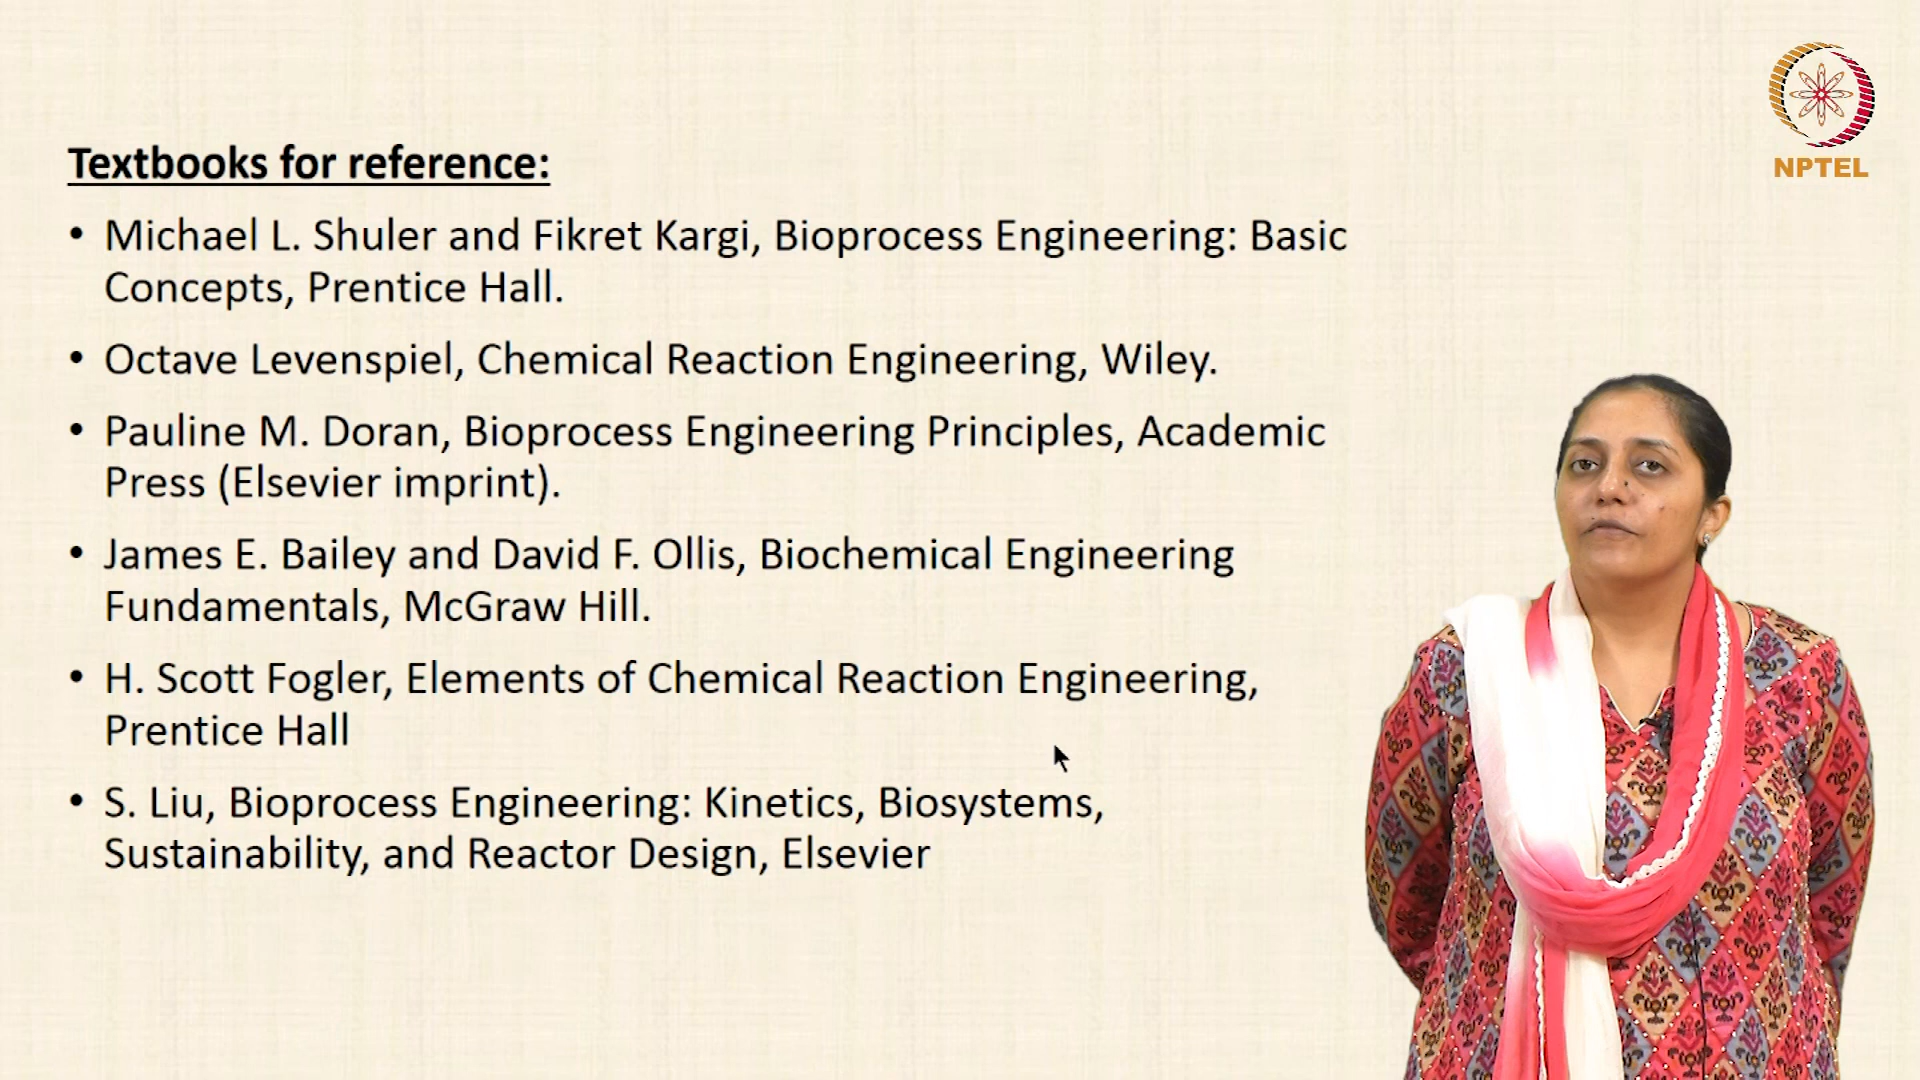 NPTEL
Textbooks for reference:
• Michael L. Shuler and Fikret Kargi, Bioprocess Engineering: Basic
Concepts, Prentice Hall.
• Octave Levenspiel, Chemical Reaction Engineering, Wiley.
• Pauline M. Doran, Bioprocess Engineering Principles, Academic
Press (Elsevier imprint).
• James E. Bailey and David F. Ollis, Biochemical Engineering
Fundamentals, McGraw Hill.
• H. Scott Fogler, Elements of Chemical Reaction Engineering,
Prentice Hall
• S. Liu, Bioprocess Engineering: Kinetics, Biosystems,
Sustainability, and Reactor Design, Elsevier